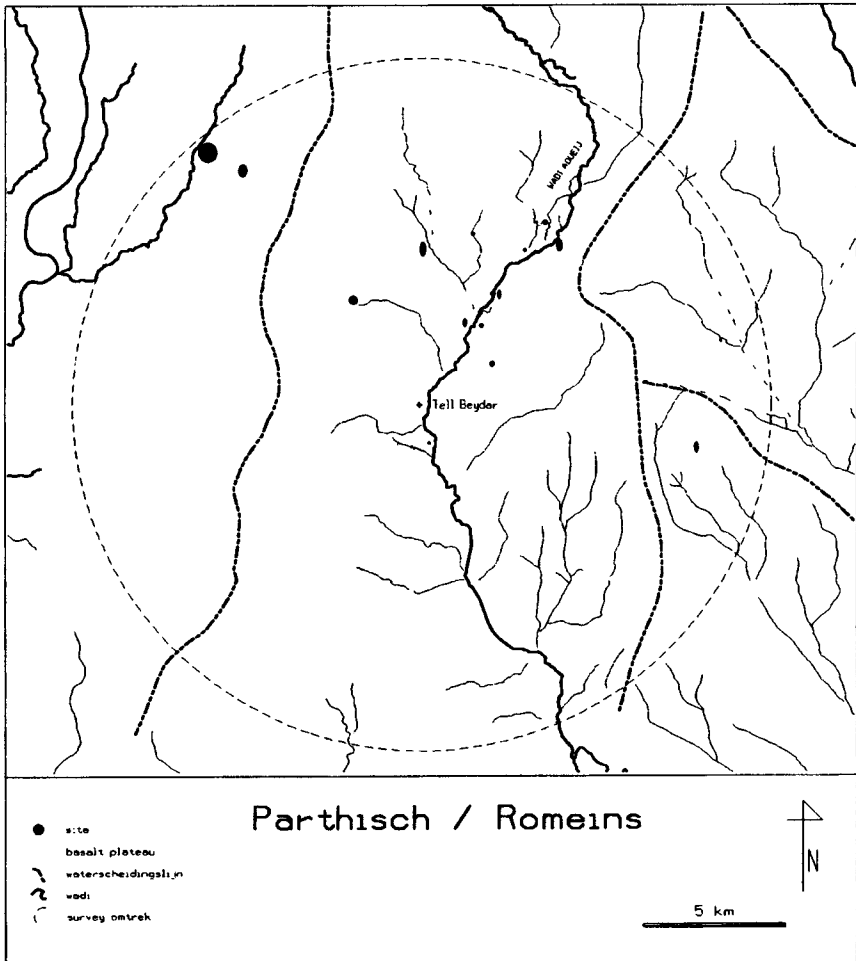 WADI AOUEIJ
Tell Beydar
Parthisch / Romeins
site
basalt plateau
waterscheidingslijn
wadi
survey omtrek
N
5 km